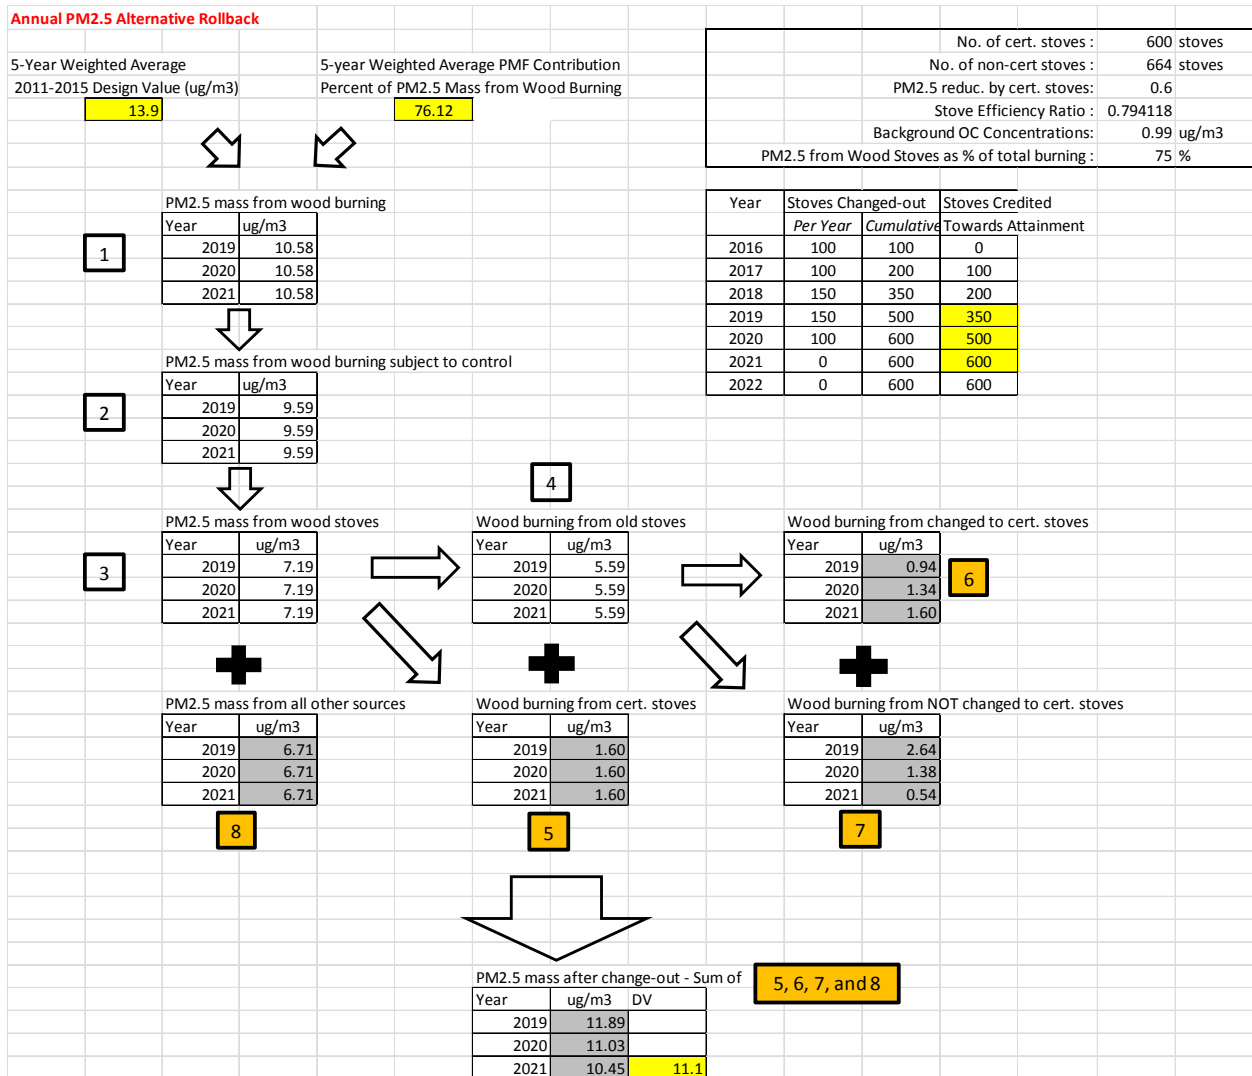 Annual PM2.5 Alternative Rollback
No. of cert. stoves : 600 stoves
5-Year Weighted Average 5-year Weighted Average PMF Contribution No. of non-cert stoves : 664 stoves
2011-2015 Design Value (ug/m3) Percent of PM2.5 Mass from Wood Burning PM2.5 reduc. by cert. stoves: 0.6
13.9 76.12 Stove Efficiency Ratio : 0.794118
Background OC Concentrations: 0.99 ug/m3
PM2.5 from Wood Stoves as % of total burning : 75 %
PM2.5 mass from wood burning Year Stoves Changed-out Stoves Credited
Year ug/m3 Per Year Cumulative Towards Attainment
1 2019 10.58 2016 100 100 0
2020 10.58 2017 100 200 100
2021 10.58 2018 150 350 200
2019 150 500 350
2020 100 600 500
PM2.5 mass from wood burning subject to control 2021 0 600 600
Year ug/m3 2022 0 600 600
2 2019 9.59
2020 9.59
2021 9.59
4
PM2.5 mass from wood stoves Wood burning from old stoves Wood burning from changed to cert. stoves
Year ug/m3 Year ug/m3 Year ug/m3
3 2019 7.19 2019 5.59 2019 0.94 6
2020 7.19 2020 5.59 2020 1.34
2021 7.19 2021 5.59 2021 1.60
PM2.5 mass from all other sources Wood burning from cert. stoves Wood burning from NOT changed to cert. stoves
Year ug/m3 Year ug/m3 Year ug/m3
2019 6.71 2019 1.60 2019 2.64
2020 6.71 2020 1.60 2020 1.38
2021 6.71 2021 1.60 2021 0.54
8 5 7
PM2.5 mass after change-out - Sum of 5, 6, 7, and 8
Year ug/m3 DV
2019 11.89
2020 11.03
2021 10.45 11.1